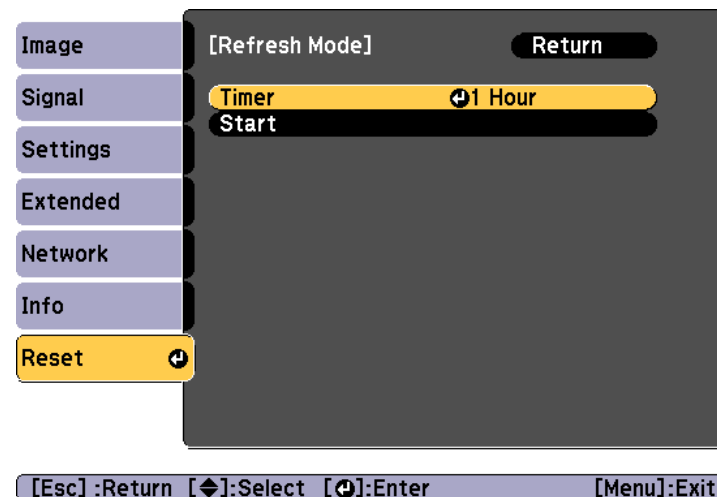 Image
Signal
Settings
Extended
Network
Info
Reset
[Refresh Mode]
Return
Timer 1 Hour
Start
[Esc] :Return []:Select []:Enter [Menu]:Exit